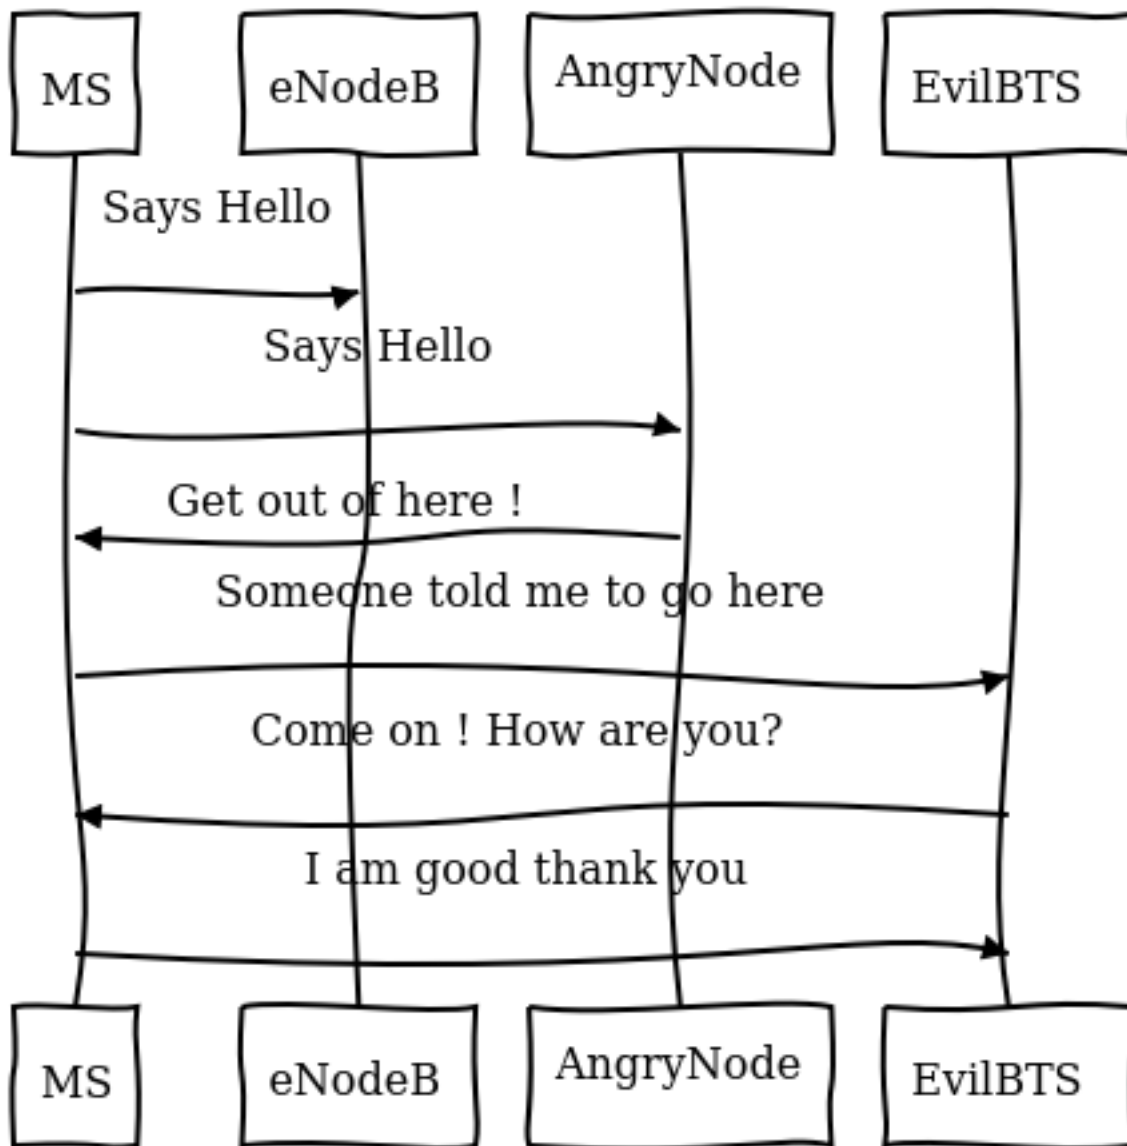 MS
eNodeB
AngryNode
EvilBTS
Says Hello
Says Hello
Get out of here !
Someone told me to go here
Come on ! How are you?
I am good thank you
MS
eNodeB
AngryNode
EvilBTS